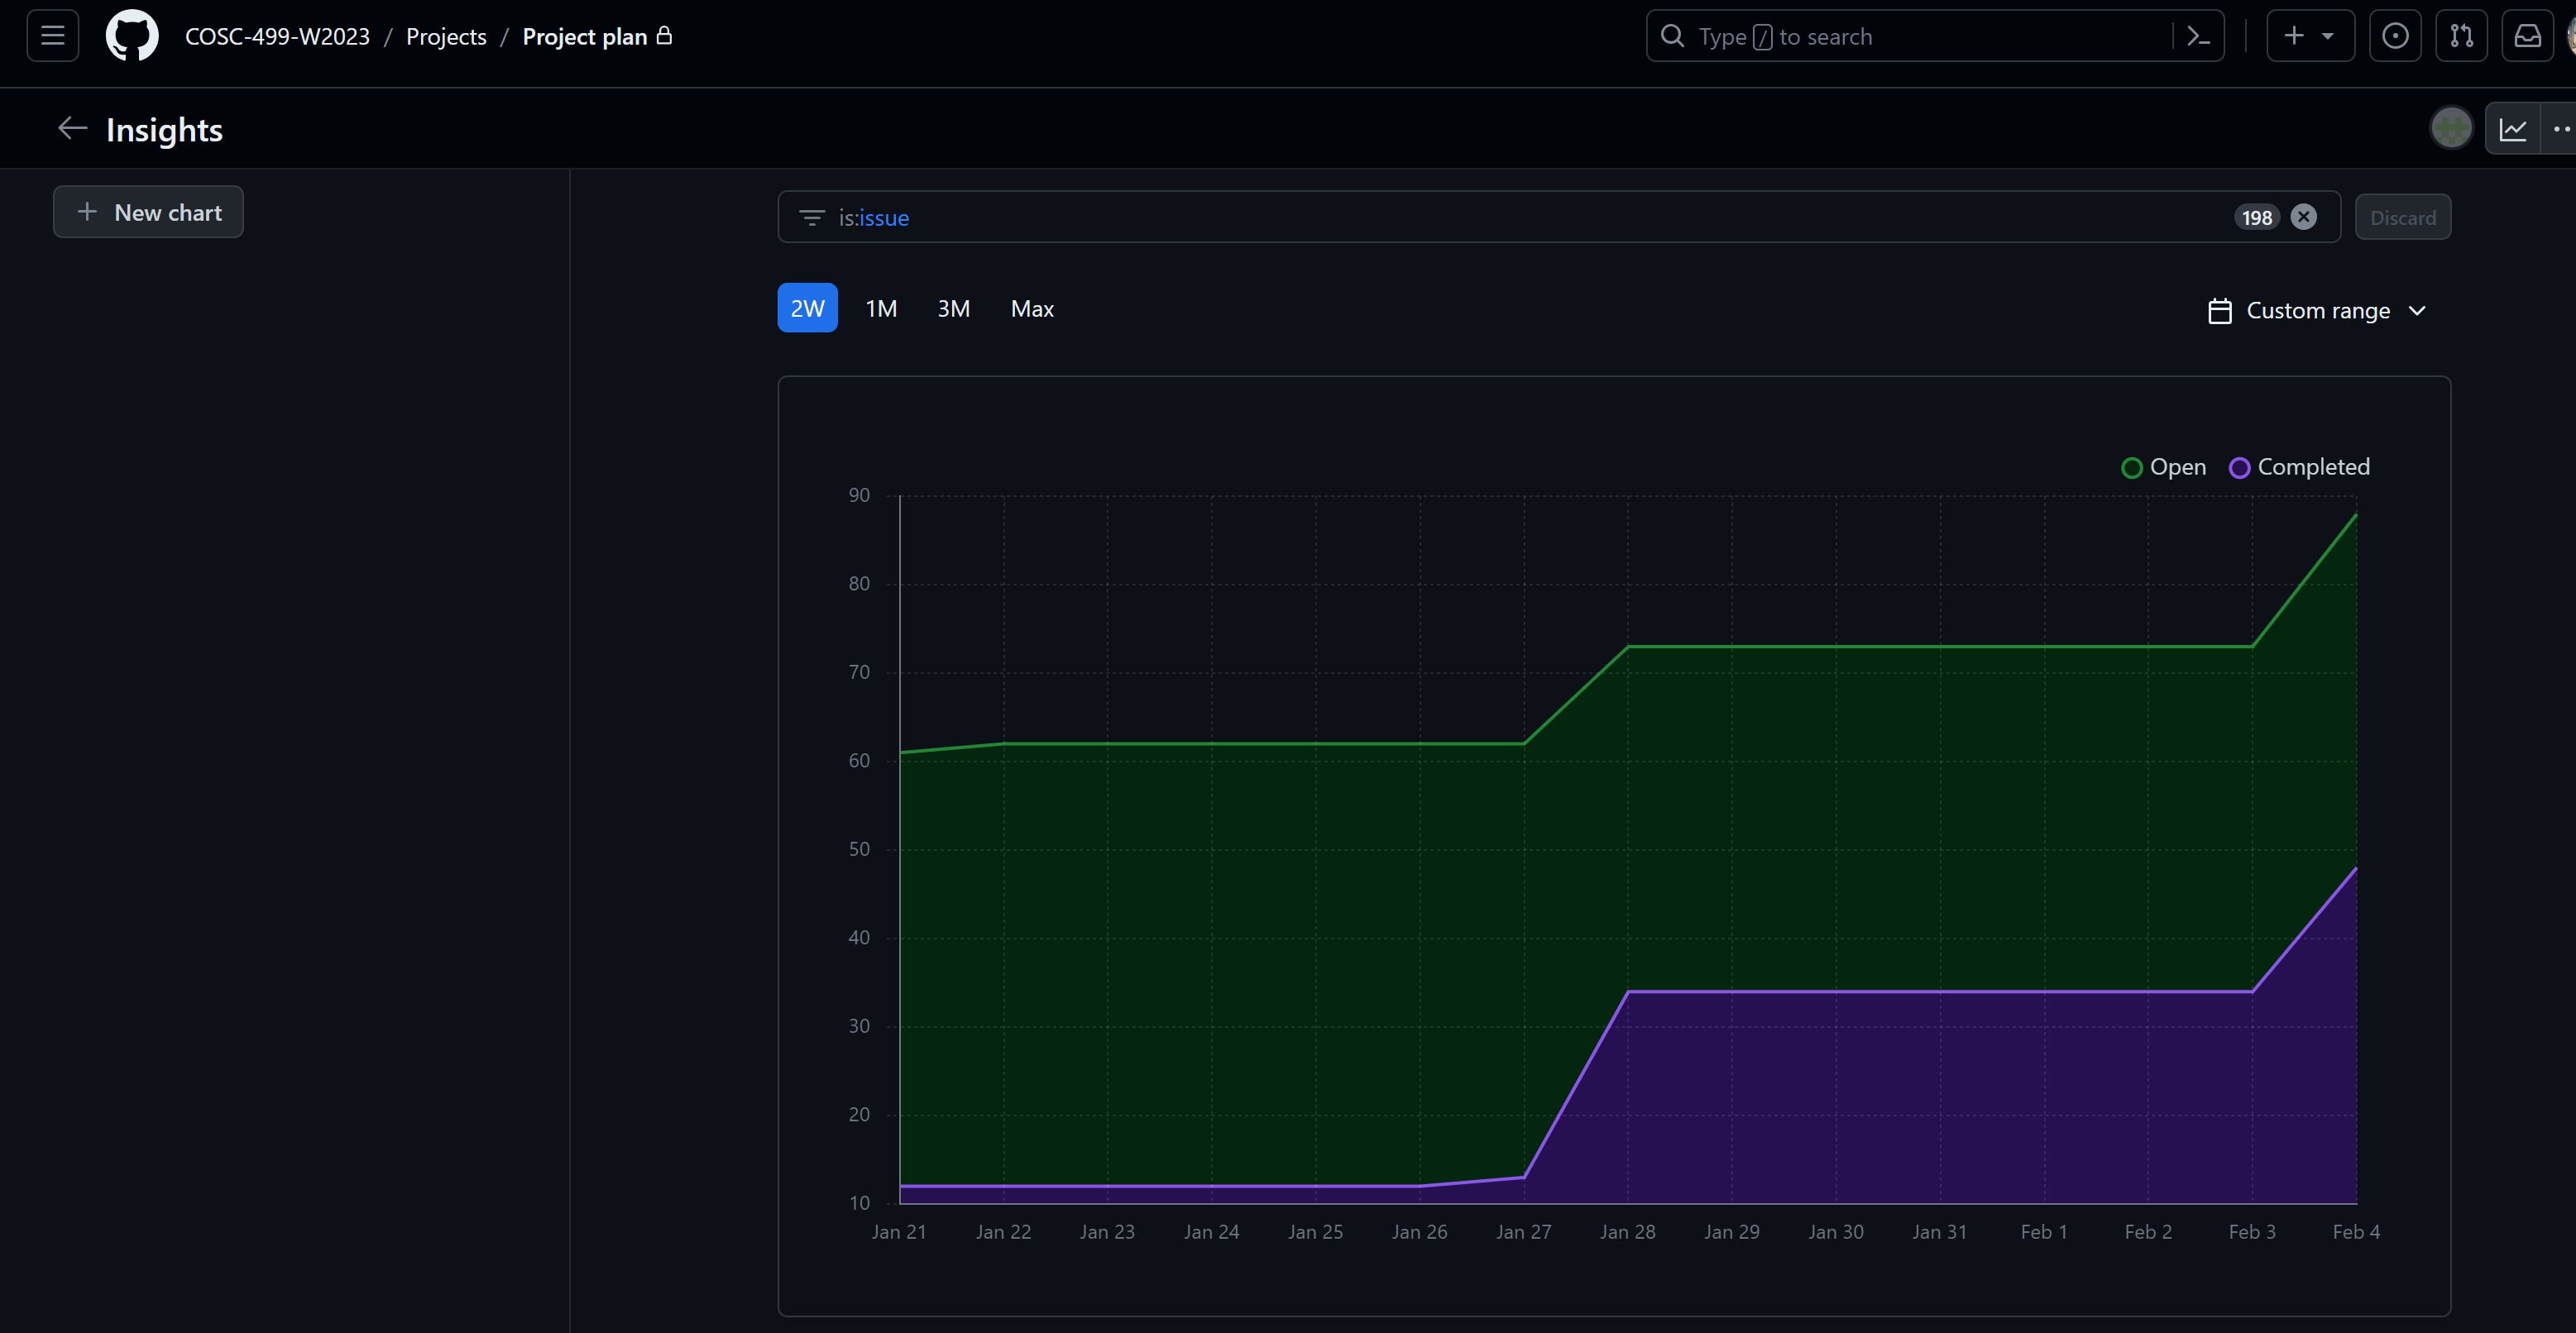 COSC-499-W2023 / Projects / Project plan
Type / to search
Insights
New chart
is:issue
198
Discard
2W 1M 3M Max
Custom range
Open Completed
90
80
70
60
50
40
30
20
10
Jan 21 Jan 22 Jan 23 Jan 24 Jan 25 Jan 26 Jan 27 Jan 28 Jan 29 Jan 30 Jan 31 Feb 1 Feb 2 Feb 3 Feb 4